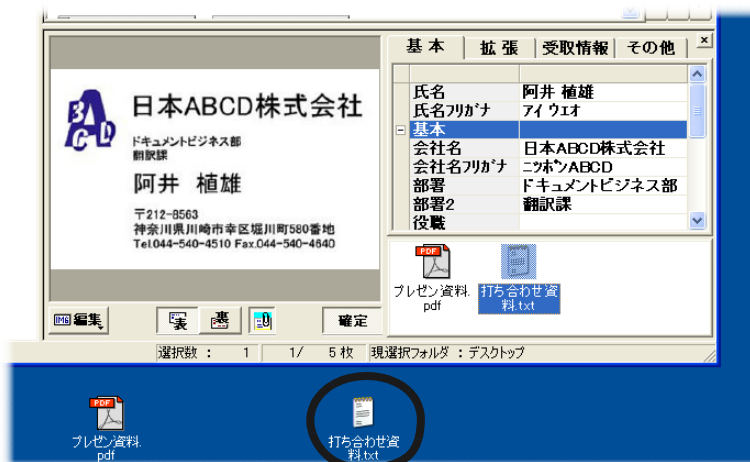 基本 拡張 受取情報 その他
氏名 阿井 植雄
氏名フリガナ アイ ウエオ
基本
会社名 日本ABCD株式会社
会社名フリガナ ニッポンABCD
部署 ドキュメントビジネス部
部署2 翻訳課
役職
ABCD
日本ABCD株式会社
ドキュメントビジネス部
翻訳課
阿井 植雄
〒212-8563
神奈川県川崎市幸区堀川町580番地
Tel.044-540-4510 Fax.044-540-4640
PDF
プレゼン資料.
pdf
打ち合わせ資
料.txt
IMG 編集 表 裏 確定
選択数 : 1 1/ 5 枚 現選択フォルダ : デスクトップ
PDF
プレゼン資料.
pdf
打ち合わせ資
料.txt